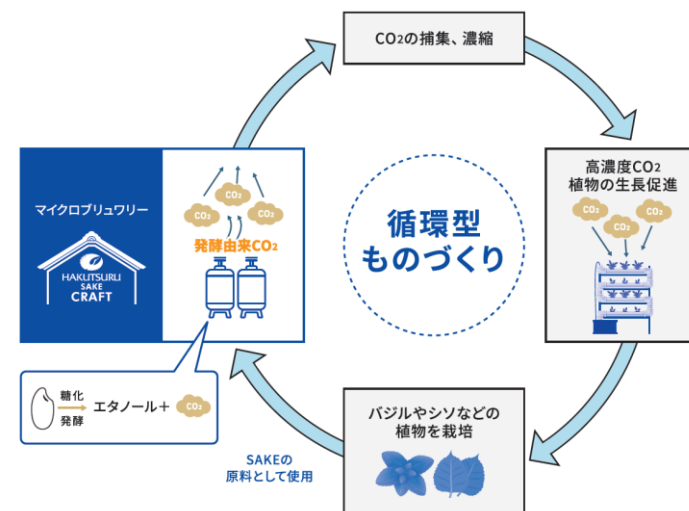 CO2の捕集、濃縮
高濃度CO2
植物の生長促進
CO2
CO2
CO2
バジルやシソなどの
植物を栽培
SAKEの
原料として使用
マイクロブリュワリー
HAKUTSURU
SAKE
CRAFT
CO2
CO2
CO2
発酵由来CO2
糖化
発酵
エタノール＋
CO2
循環型
ものづくり